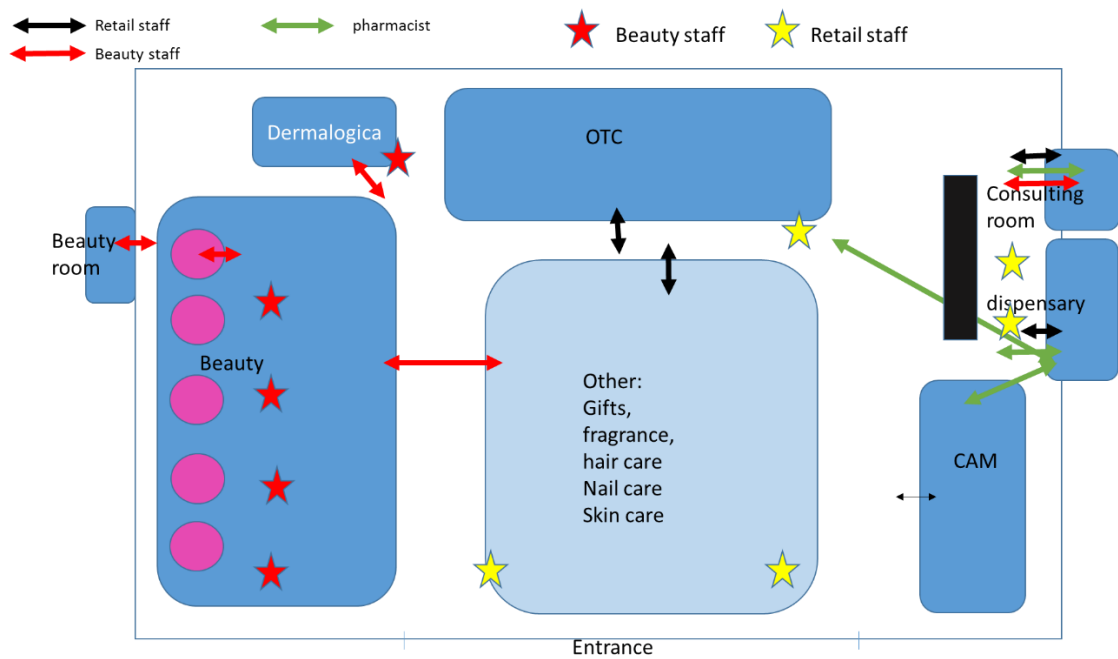 Retail staff
Beauty staff
pharmacist
Beauty staff
Retail staff
Dermalogica
OTC
Consulting
room
Beauty
room
dispensary
Beauty
Other:
Gifts,
fragrance,
hair care
Nail care
Skin care
CAM
Entrance